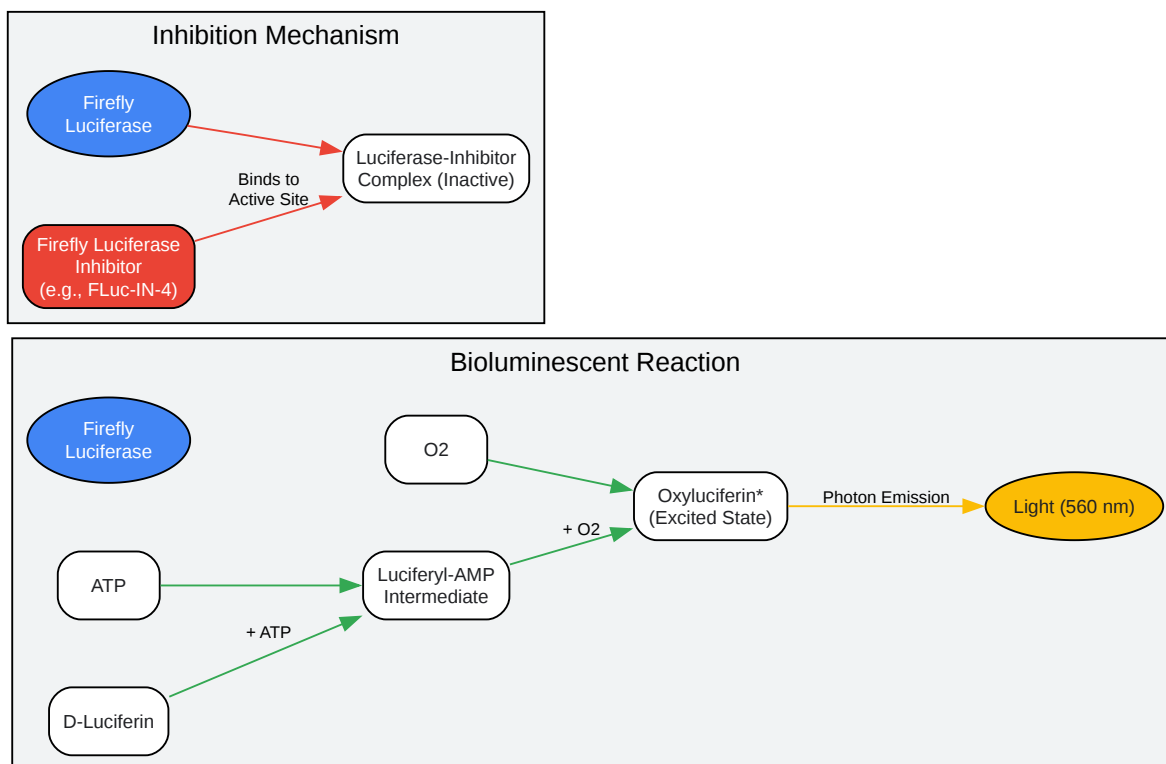 Inhibition Mechanism
Firefly
Luciferase
Luciferase-Inhibitor
Complex (Inactive)
Binds to
Active Site
Firefly Luciferase
Inhibitor
(e.g., FLuc-IN-4)
Bioluminescent Reaction
Firefly
Luciferase
O2
Oxyluciferin*
(Excited State)
Photon Emission
Light (560 nm)
+ O2
ATP
Luciferyl-AMP
Intermediate
+ ATP
D-Luciferin